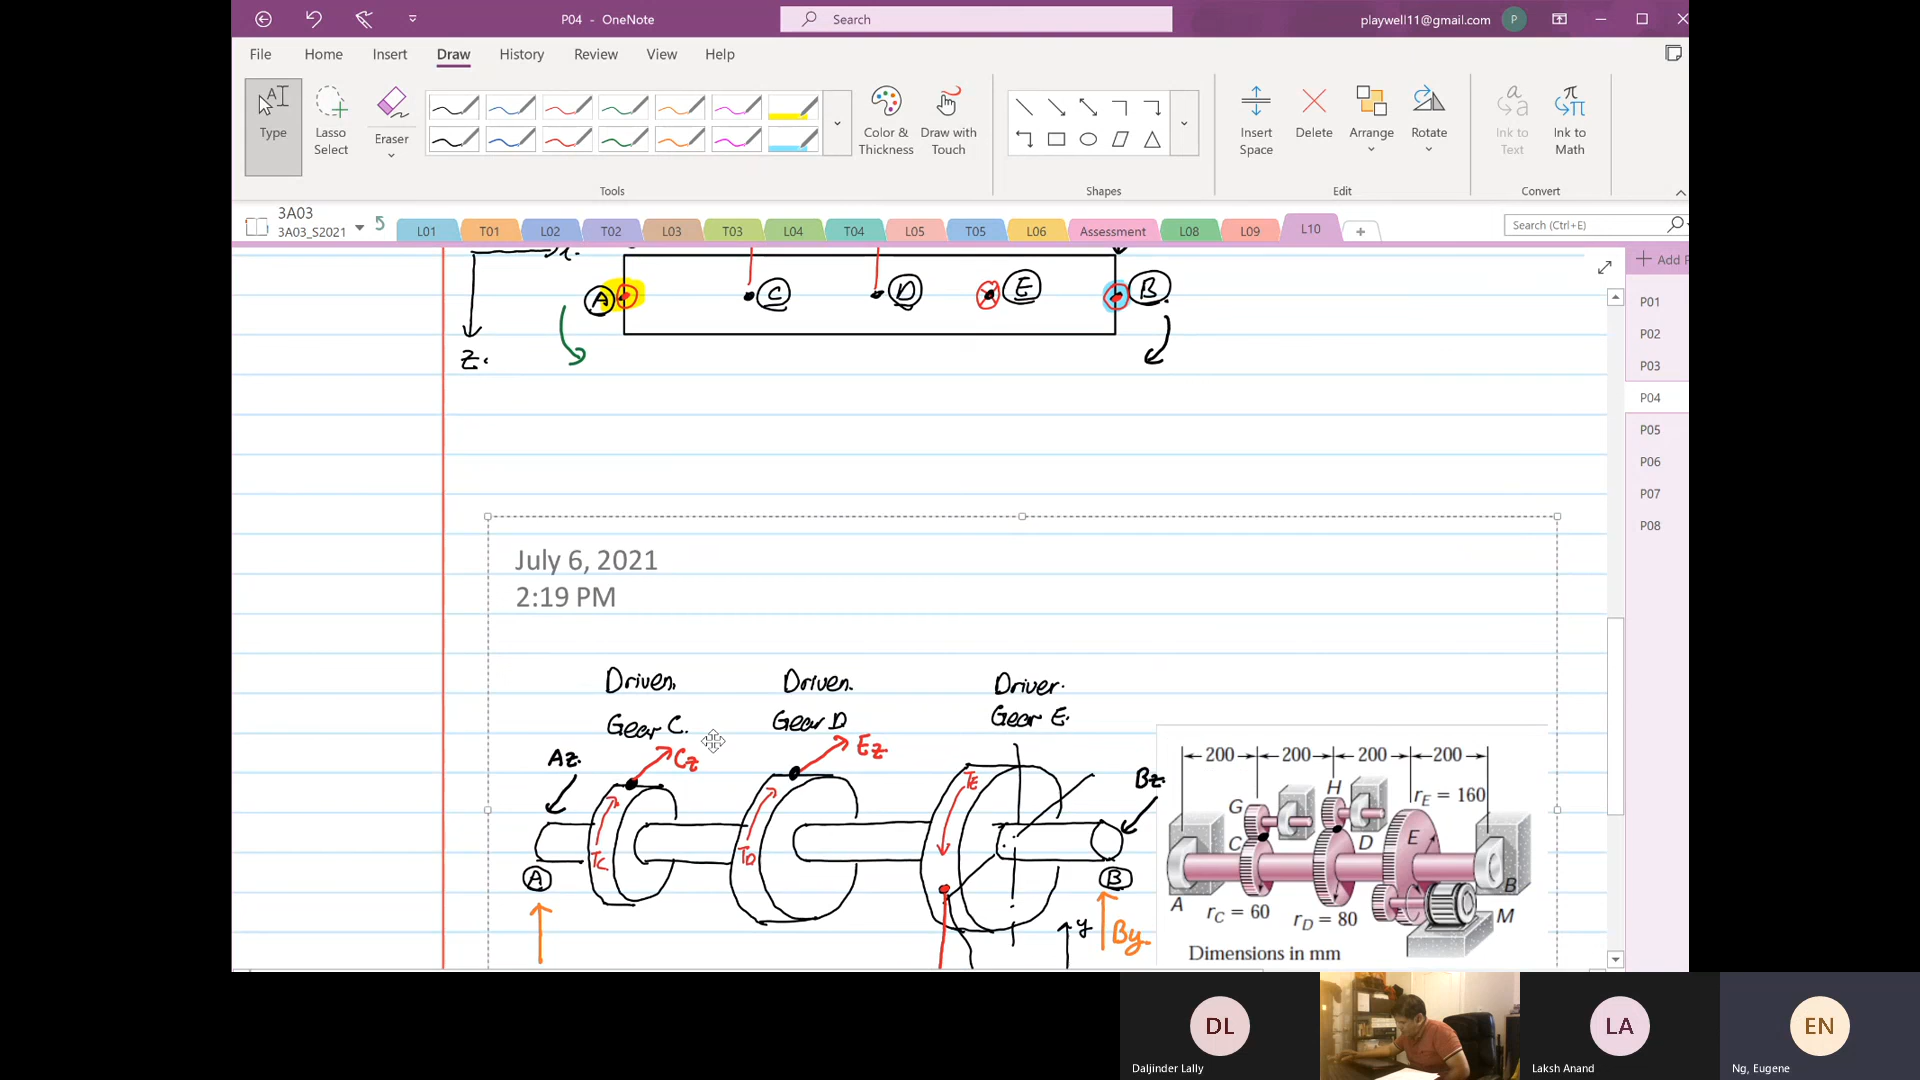 P04 - OneNote
Search
playwell11@gmail.com
P
File
Home
Insert
Draw
History
Review
View
Help
Type
Lasso
Select
Eraser
Color &
Thickness
Draw with
Touch
Insert
Space
Delete
Arrange
Rotate
Ink to
Text
Ink to
Math
Tools
Shapes
Edit
Convert
3A03
3A03_S2021
L01
T01
L02
T02
L03
T03
L04
T04
L05
T05
L06
Assessment
L08
L09
L10
Search (Ctrl+E)
Add P
P01
P02
P03
P04
P05
P06
P07
P08
x.
A
C
D
E
B
z.
July 6, 2021
2:19 PM
Driven.
Driven.
Driver.
Gear C.
Gear D
Gear E.
Az.
Cz
Ez
Bz.
TC
TD
TE
A
B
y
By.
200
200
200
200
G
H
rE = 160
C
D
E
A
B
M
rC = 60
rD = 80
Dimensions in mm
DL
LA
EN
Daljinder Lally
Laksh Anand
Ng, Eugene